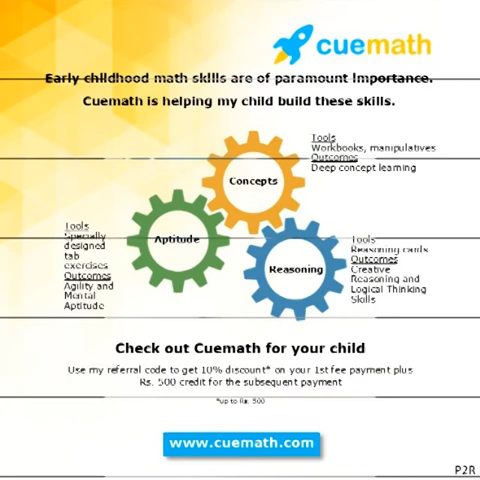 cuemath
Early childhood math skills are of paramount importance.
Cuemath is helping my child build these skills.
Tools
Workbooks, manipulatives
Outcomes
Deep concept learning
Concepts
Tools
Specially
designed
tab
exercises
Outcomes
Agility and
Mental
Aptitude
Aptitude
Reasoning
Tools
Reasoning cards
Outcomes
Creative
Reasoning and
Logical Thinking
Skills
Check out Cuemath for your child
Use my referral code to get 10% discount* on your 1st fee payment plus
Rs. 500 credit for the subsequent payment
*up to Rs. 500
www.cuemath.com
P2R